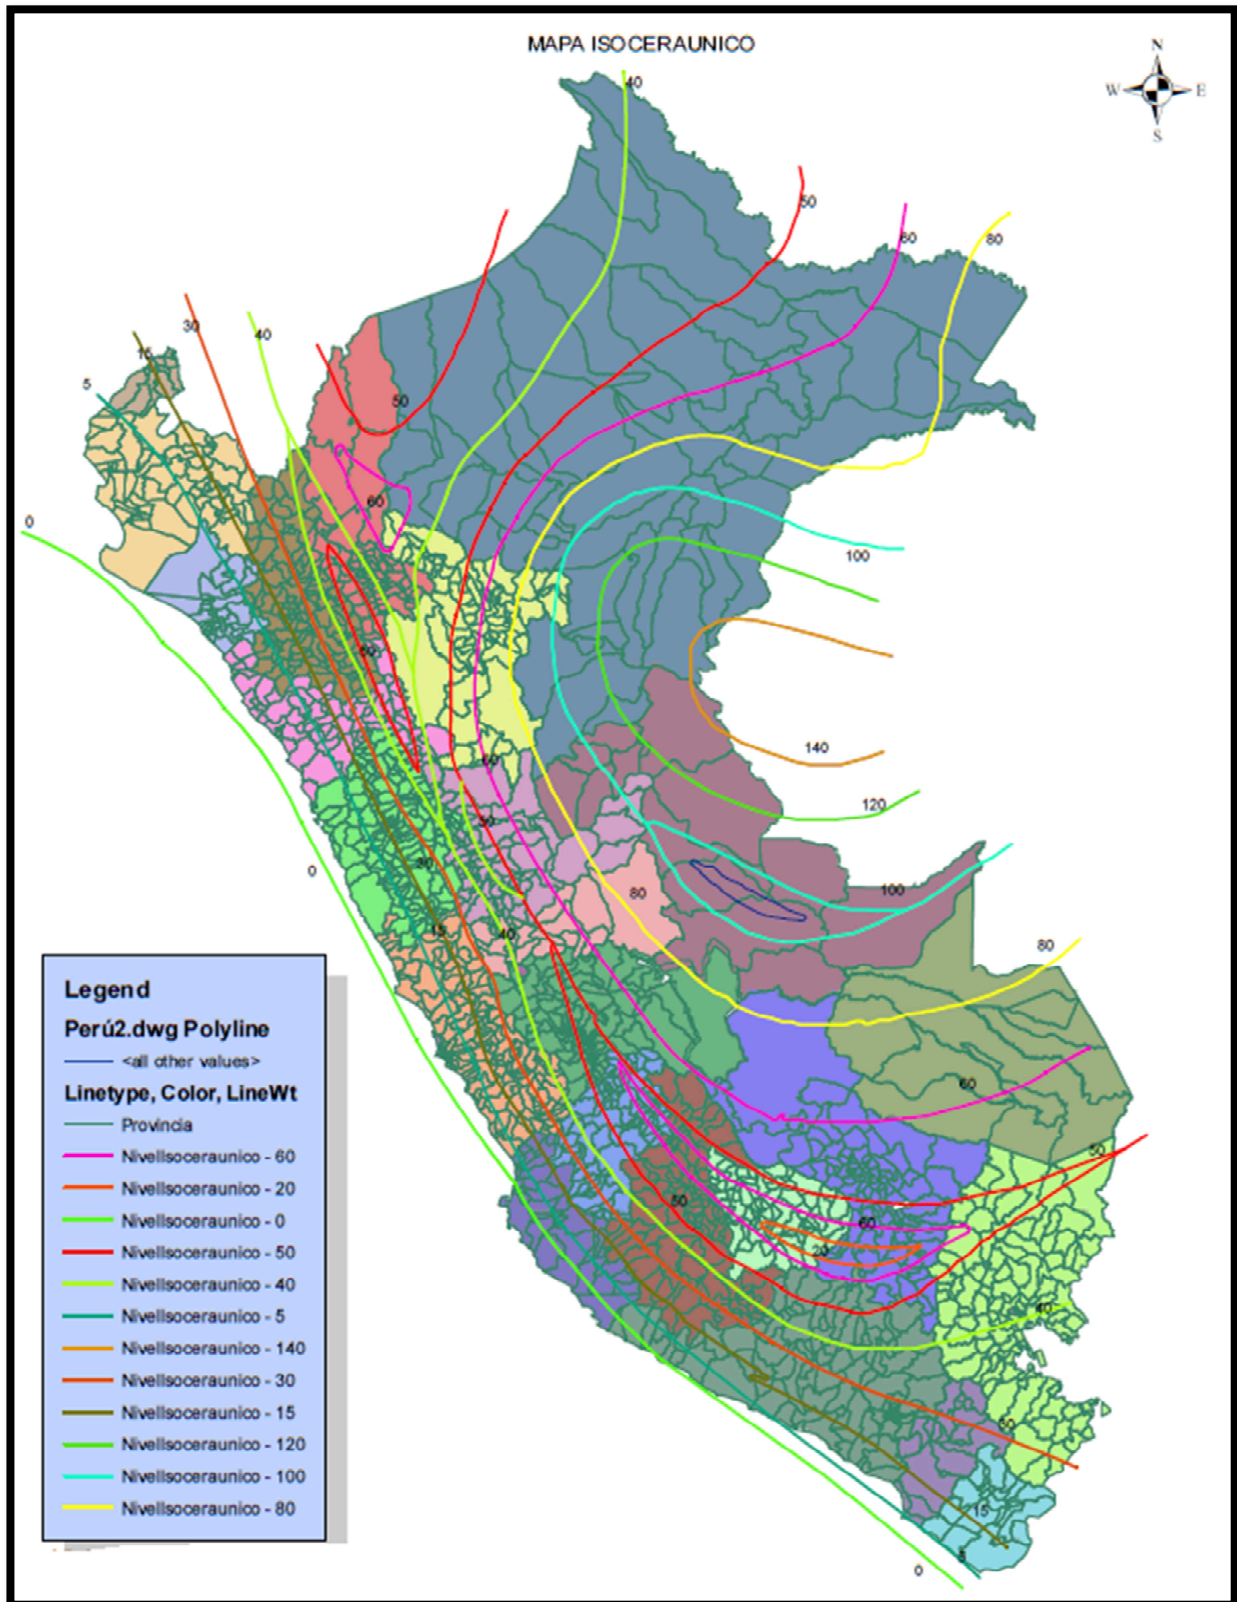 MAPA ISOCERAUNICO
N
W E
S
40
50
60
80
30
40
15
5
50
60
0
100
50
140
60
120
50
0
30
80
100
15
40
80
60
50
50
60
20
40
30
15
5
0
Legend
Perú2.dwg Polyline
<all other values>
Linetype, Color, LineWt
Provincia
NivelIsoceraunico - 60
NivelIsoceraunico - 20
NivelIsoceraunico - 0
NivelIsoceraunico - 50
NivelIsoceraunico - 40
NivelIsoceraunico - 5
NivelIsoceraunico - 140
NivelIsoceraunico - 30
NivelIsoceraunico - 15
NivelIsoceraunico - 120
NivelIsoceraunico - 100
NivelIsoceraunico - 80